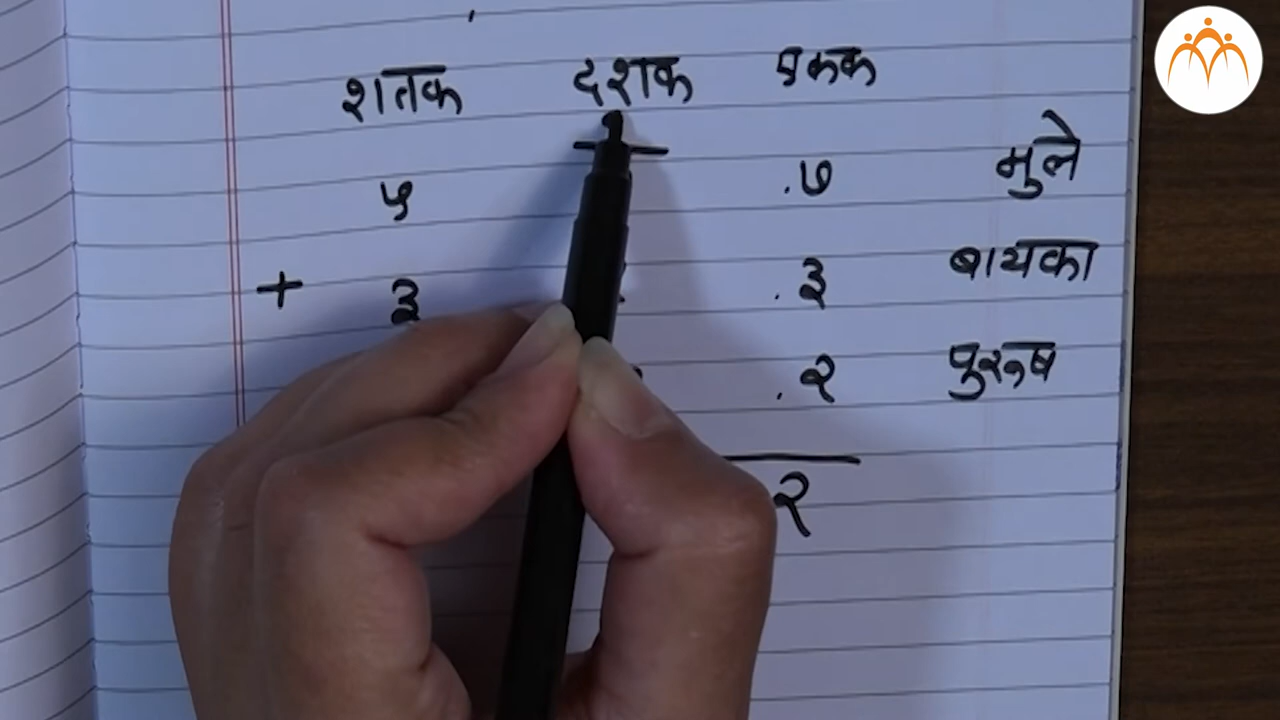 शतक दशक एकक
५ ७ मुले
+ ३ ३ बायका
२ पुरूष
२